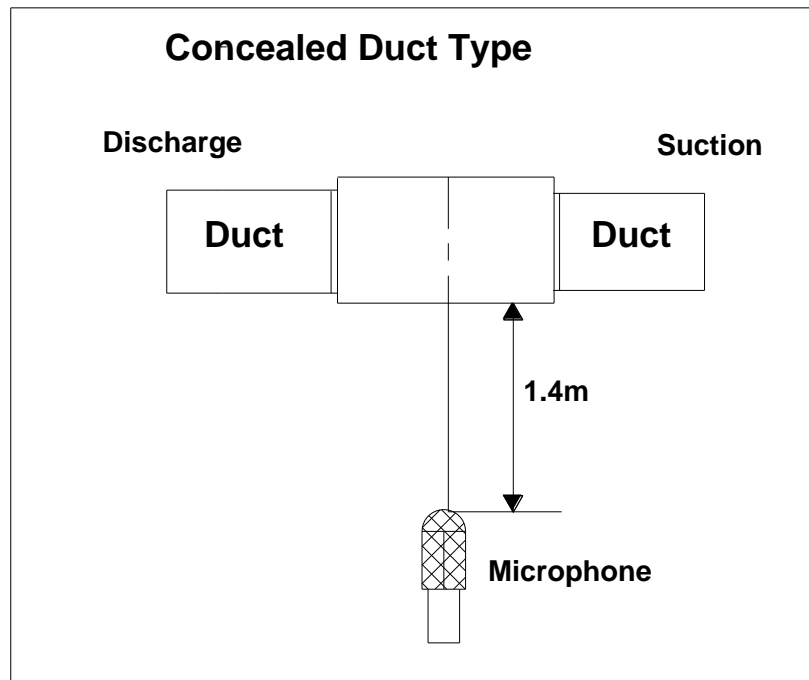 Concealed Duct Type
Discharge
Suction
Duct
Duct
1.4m
Microphone